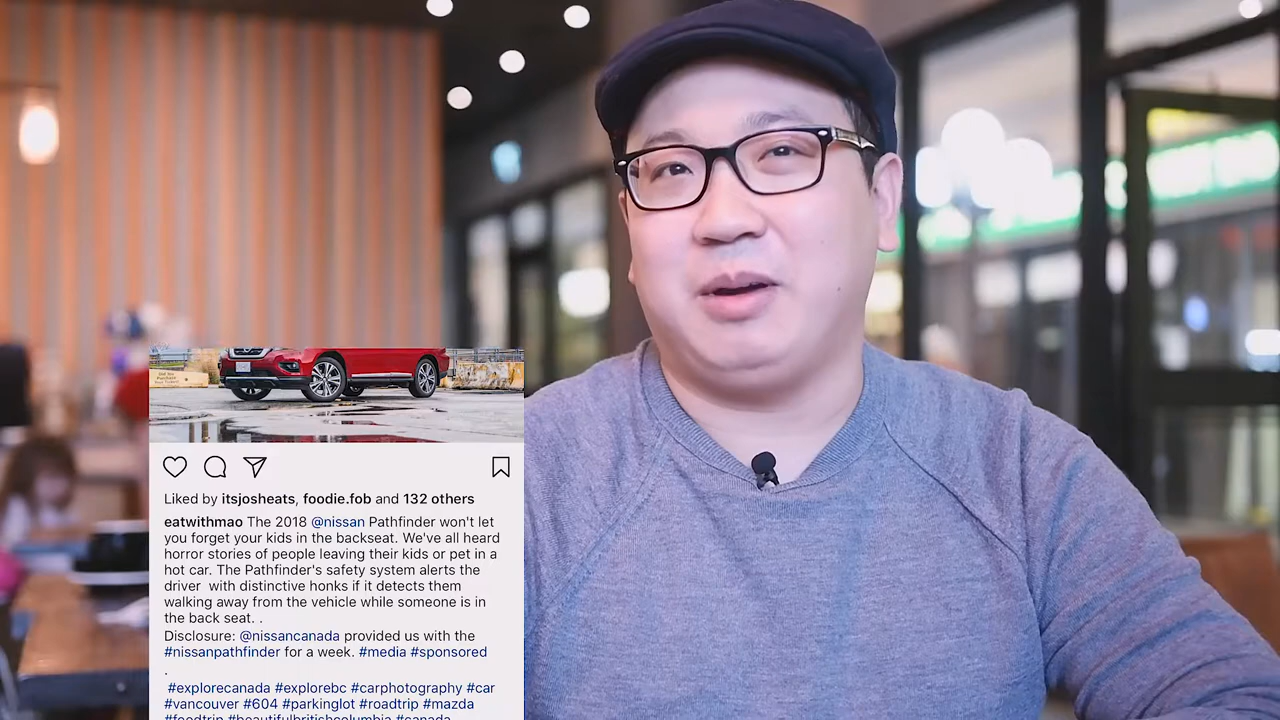 Liked by itsjosheats, foodie.fob and 132 others
eatwithmao The 2018 @nissan Pathfinder won't let
you forget your kids in the backseat. We've all heard
horror stories of people leaving their kids or pet in a
hot car. The Pathfinder's safety system alerts the
driver  with distinctive honks if it detects them
walking away from the vehicle while someone is in
the back seat. .
Disclosure: @nissancanada provided us with the
#nissanpathfinder for a week. #media #sponsored
.
#explorecanada #explorebc #carphotography #car
#vancouver #604 #parkinglot #roadtrip #mazda
#foodtrip #beautifulbritishcolumbia #canada